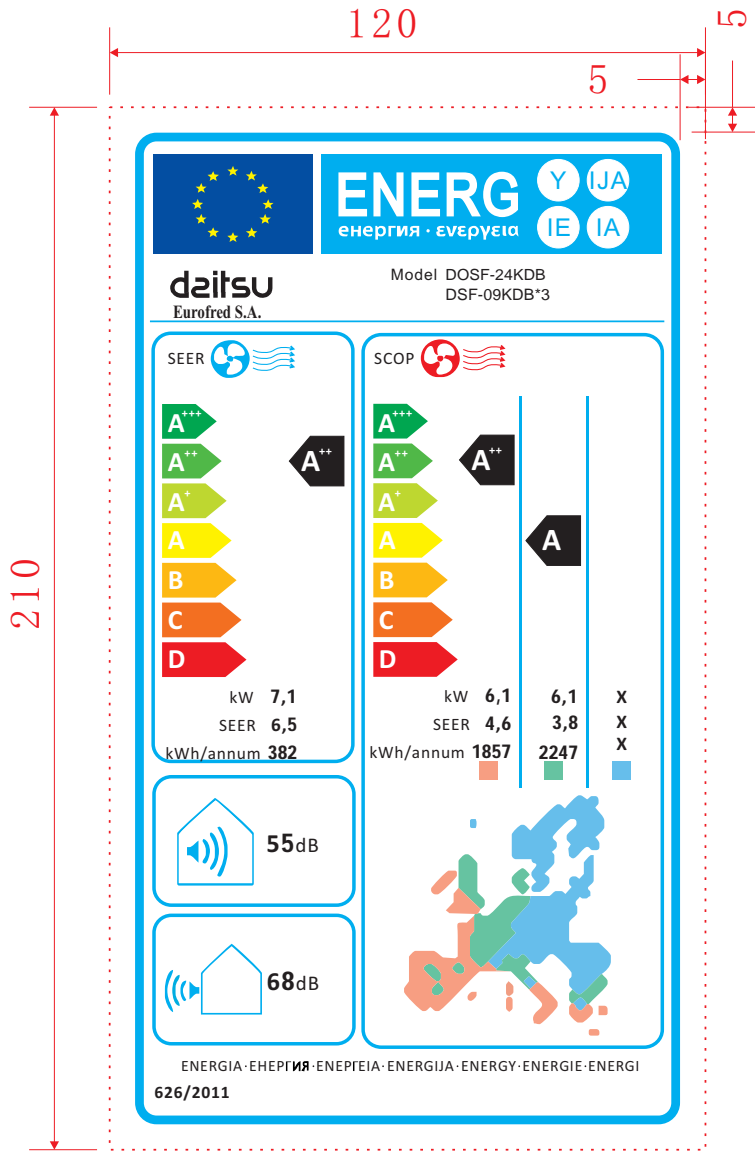 120
5
5
210
ENERG
енергия · ενεργεια
Y IJA
IE IA
daitsu
Eurofred S.A.
Model DOSF-24KDB
DSF-09KDB*3
SEER
SCOP
A+++
A++
A+
A
B
C
D
A++
A+++
A++
A+
A
B
C
D
A++
A
kW 7,1
SEER 6,5
kWh/annum 382
kW 6,1 6,1 X
SEER 4,6 3,8 X
kWh/annum 1857 2247 X
55dB
68dB
ENERGIA·ЕНЕРГИЯ·ΕΝΕΡΓΕΙΑ·ENERGIJA·ENERGY·ENERGIE·ENERGI
626/2011